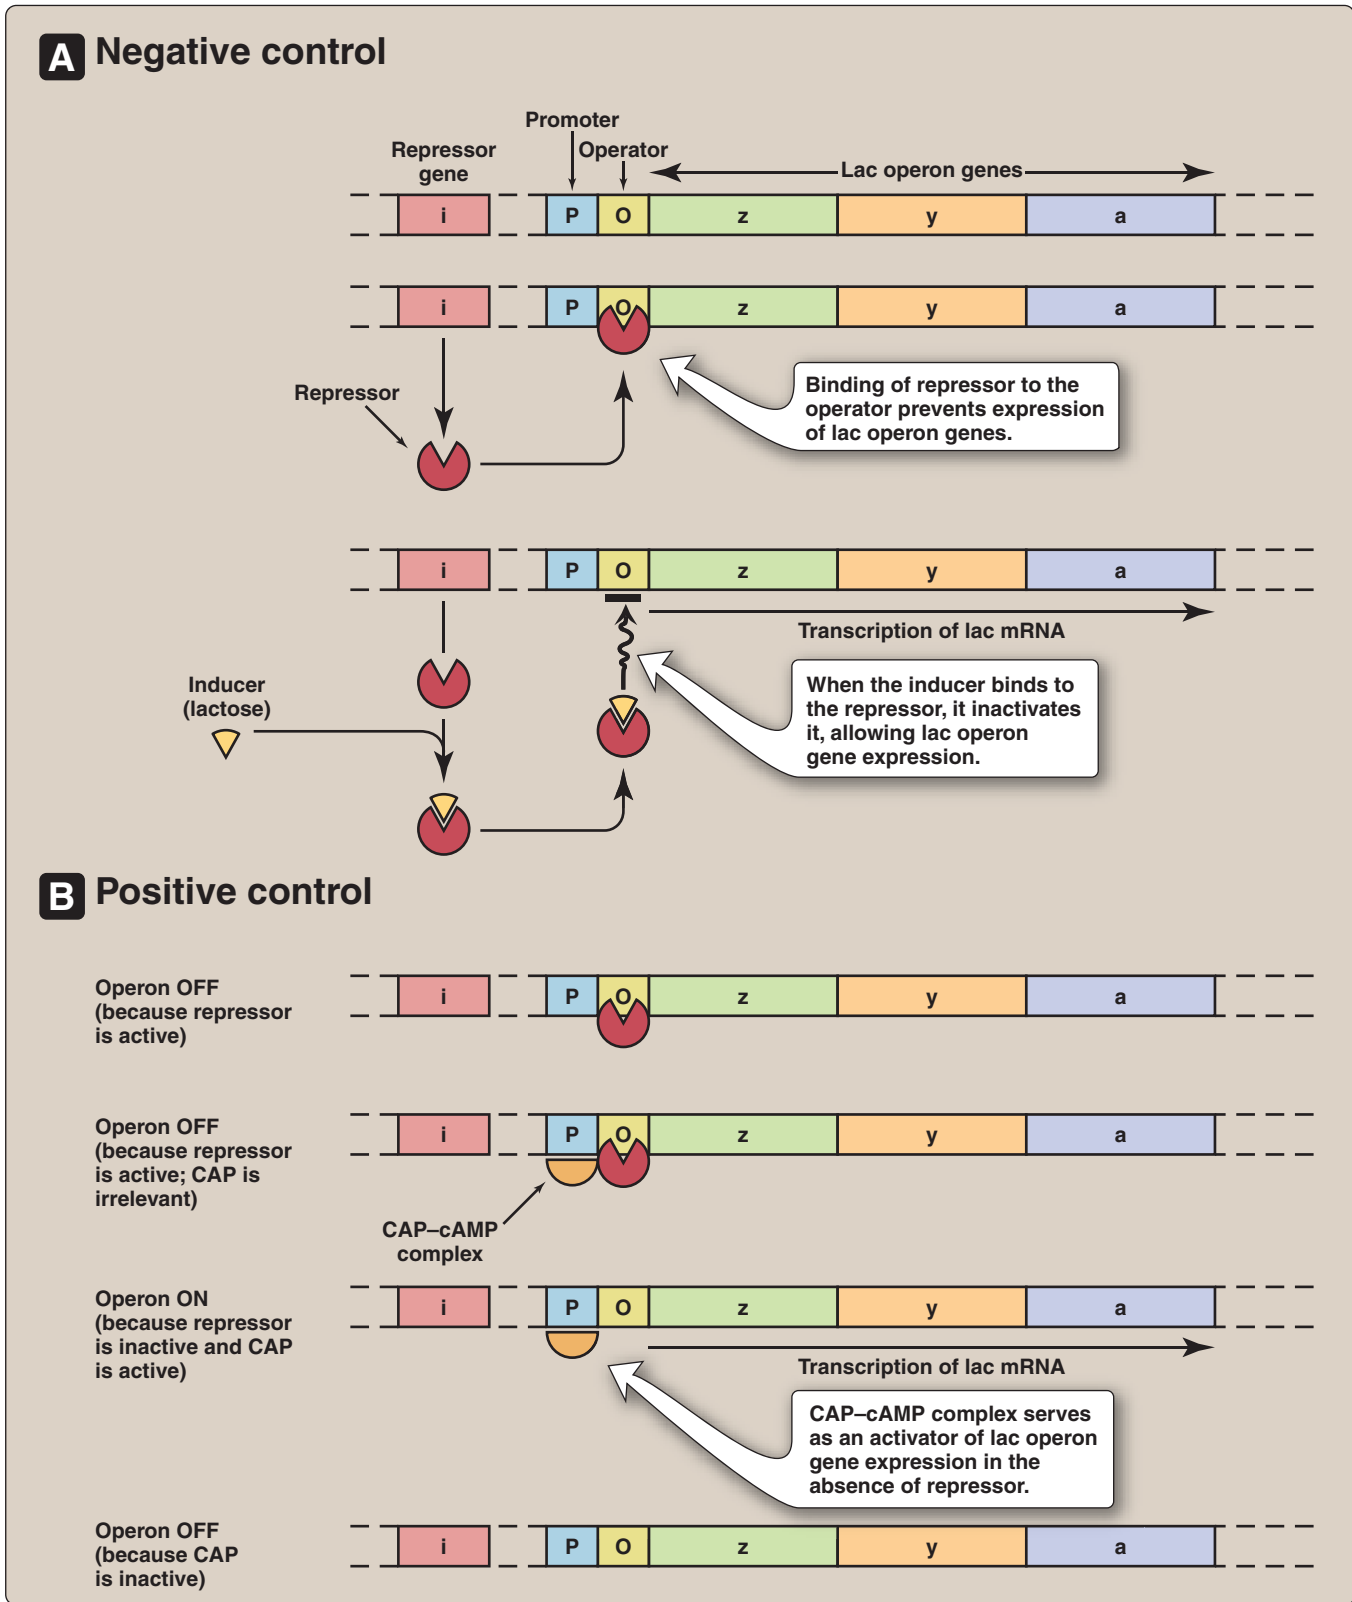 A Negative control
Promoter
Repressor
gene
Operator
Lac operon genes
i P O z y a
i P O z y a
Repressor
Binding of repressor to the
operator prevents expression
of lac operon genes.
i P O z y a
Transcription of lac mRNA
Inducer
(lactose)
When the inducer binds to
the repressor, it inactivates
it, allowing lac operon
gene expression.
B Positive control
Operon OFF
(because repressor
is active)
i P O z y a
Operon OFF
(because repressor
is active; CAP is
irrelevant)
i P O z y a
CAP–cAMP
complex
Operon ON
(because repressor
is inactive and CAP
is active)
i P O z y a
Transcription of lac mRNA
CAP–cAMP complex serves
as an activator of lac operon
gene expression in the
absence of repressor.
Operon OFF
(because CAP
is inactive)
i P O z y a